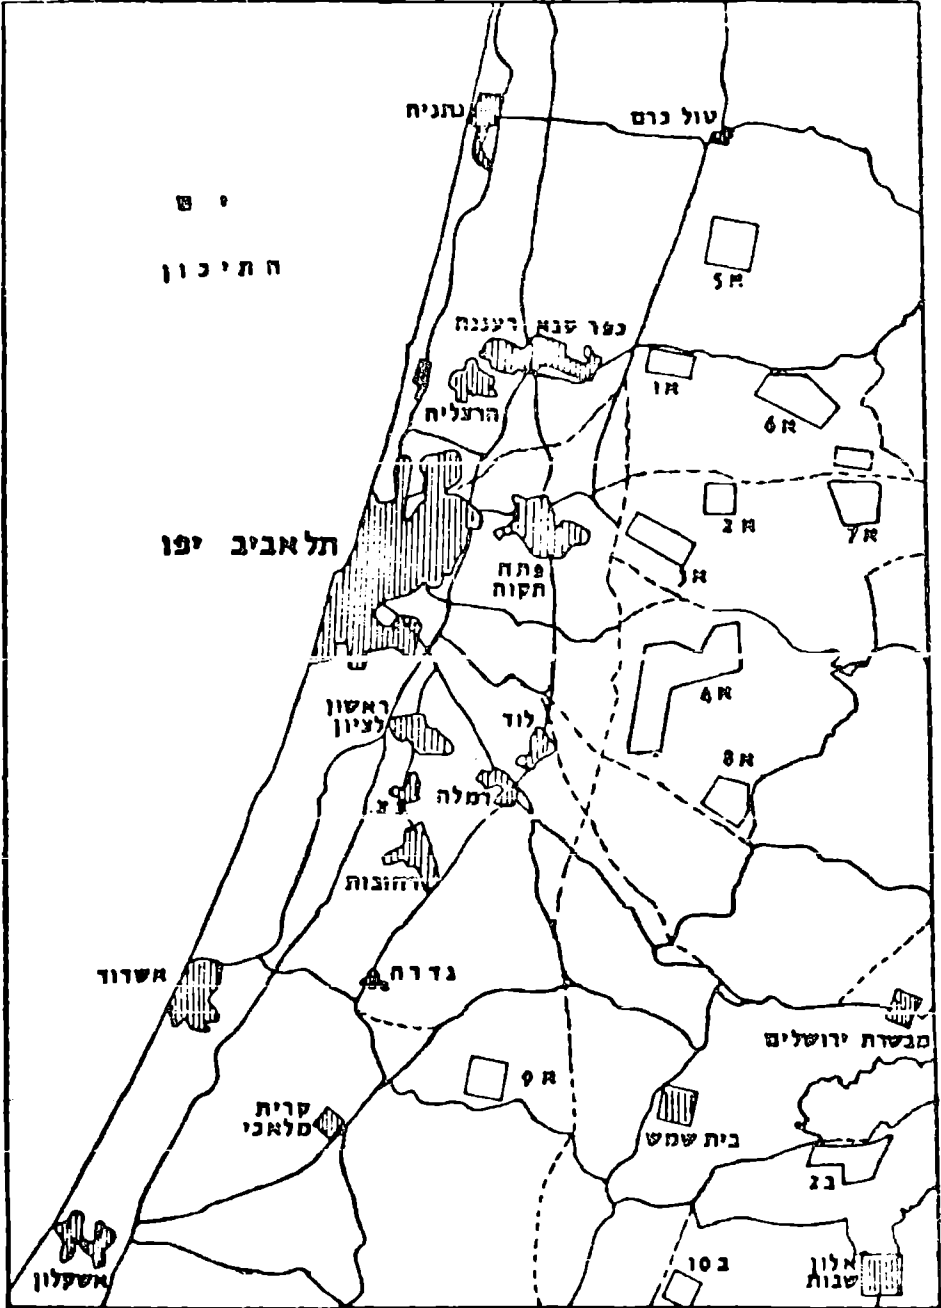 נתניה
טול כרם
ים
התיכון
א5
כפר סבא רעננה
א1
הרצליה
א6
א2
תל אביב יפו
א7
פתח
תקוה
א4
ראשון
לציון
לוד
א8
רמלה
רחובות
אשדוד
גדרה
מבשרת ירושלים
א9
קרית
מלאכי
בית שמש
ב2
אלון
שבות
ב10
אשקלון